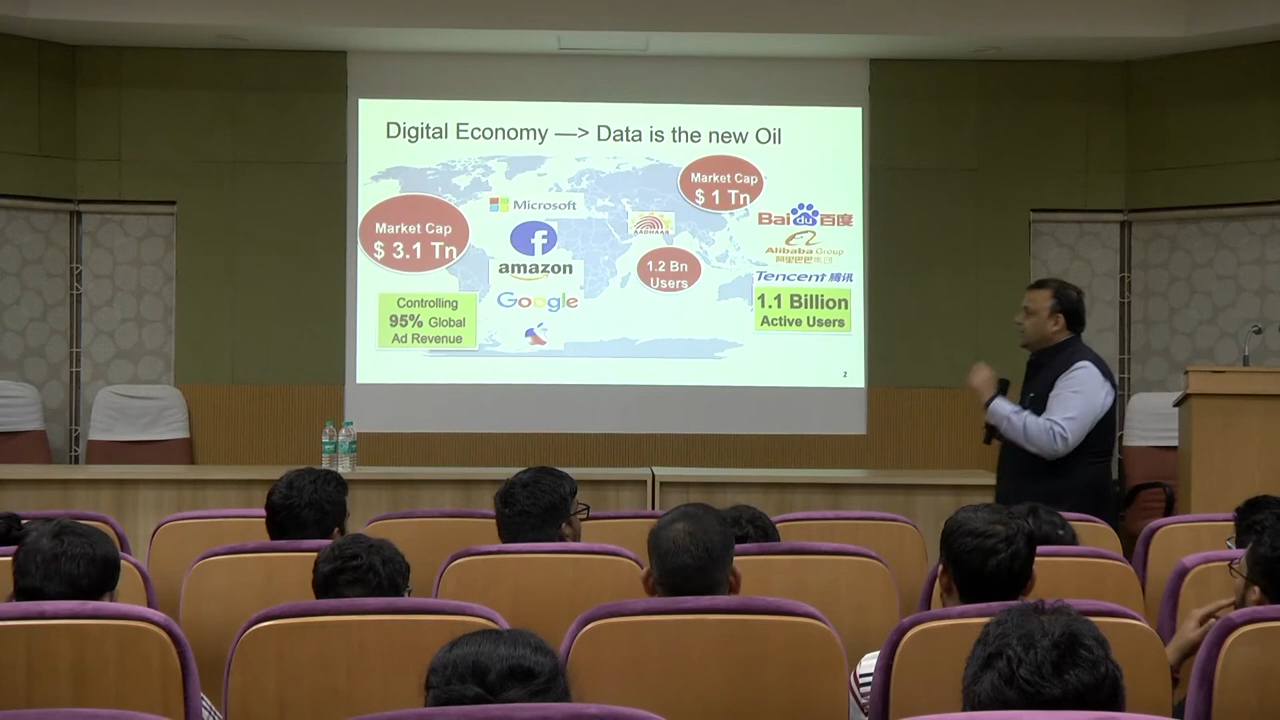 Digital Economy —> Data is the new Oil
Market Cap
$ 3.1 Tn
Controlling
95% Global
Ad Revenue
Microsoft
f
amazon
Google
AADHAAR
1.2 Bn
Users
Market Cap
$ 1 Tn
Baidu百度
Alibaba Group
阿里巴巴集团
Tencent 腾讯
1.1 Billion
Active Users
2